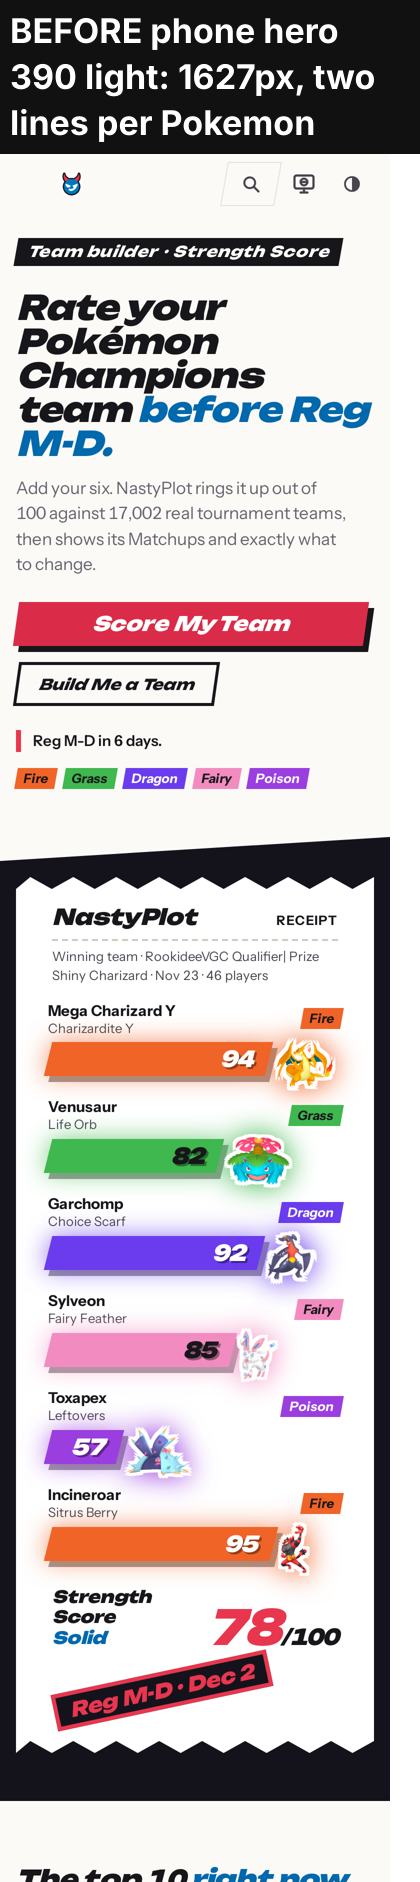 BEFORE phone hero
390 light: 1627px, two
lines per Pokemon
Team builder · Strength Score
Rate your
Pokémon
Champions
team before Reg
M-D.
Add your six. NastyPlot rings it up out of
100 against 17,002 real tournament teams,
then shows its Matchups and exactly what
to change.
Score My Team
Build Me a Team
Reg M-D in 6 days.
Fire Grass Dragon Fairy Poison
NastyPlot RECEIPT
Winning team · RookideeVGC Qualifier| Prize
Shiny Charizard · Nov 23 · 46 players
Mega Charizard Y
Charizardite Y
Fire
94
Venusaur
Life Orb
Grass
82
Garchomp
Choice Scarf
Dragon
92
Sylveon
Fairy Feather
Fairy
85
Toxapex
Leftovers
Poison
57
Incineroar
Sitrus Berry
Fire
95
Strength
Score
Solid
78/100
Reg M-D · Dec 2
The top 10 right now